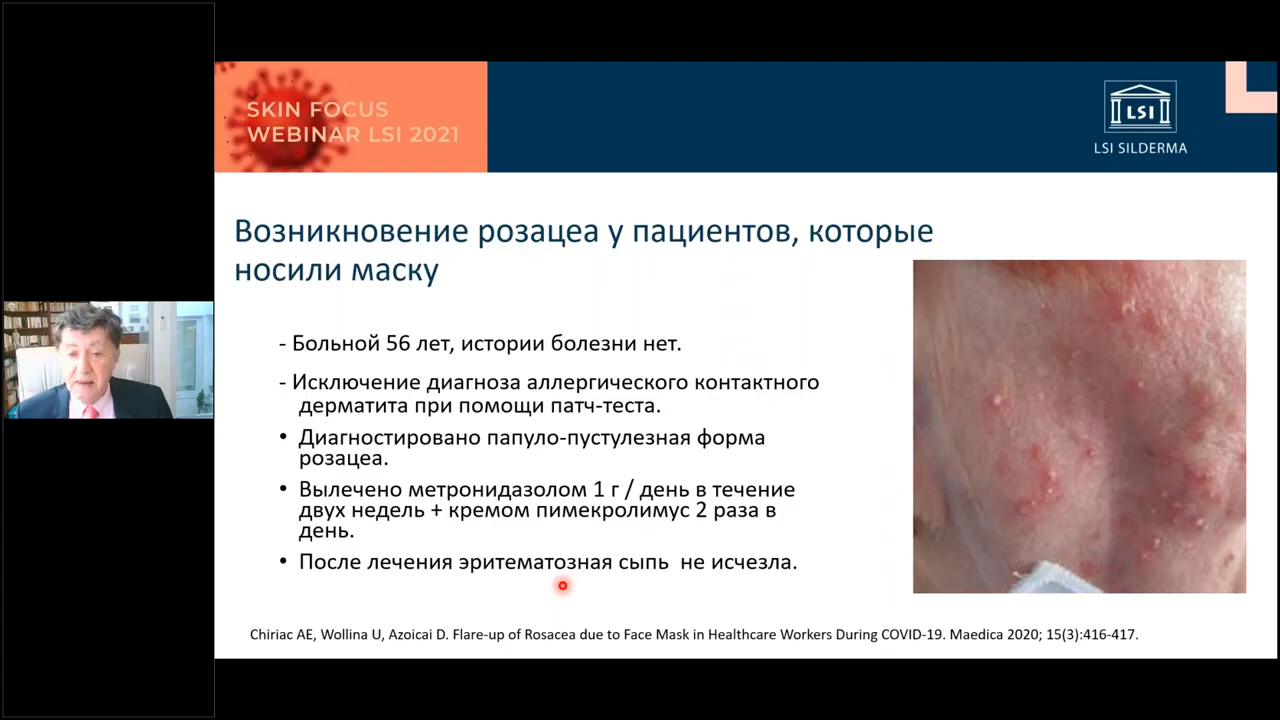 SKIN FOCUS
WEBINAR LSI 2021
LSI
LSI SILDERMA
Возникновение розацеа у пациентов, которые
носили маску
- Больной 56 лет, истории болезни нет.
- Исключение диагноза аллергического контактного
дерматита при помощи патч-теста.
• Диагностировано папуло-пустулезная форма
розацеа.
• Вылечено метронидазолом 1 г / день в течение
двух недель + кремом пимекролимус 2 раза в
день.
• После лечения эритематозная сыпь не исчезла.
Chiriac AE, Wollina U, Azoicai D. Flare-up of Rosacea due to Face Mask in Healthcare Workers During COVID-19. Maedica 2020; 15(3):416-417.